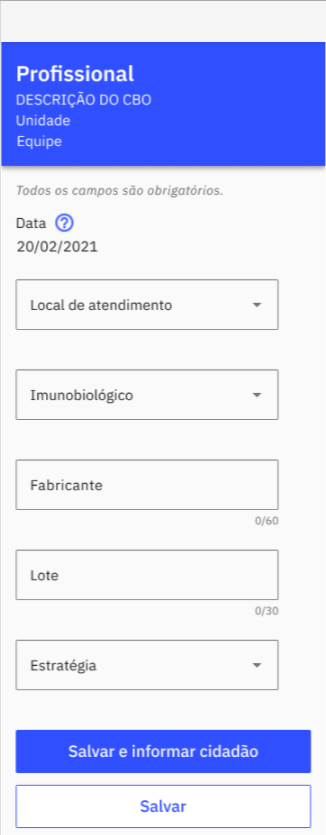 Profissional
DESCRIÇÃO DO CBO
Unidade
Equipe
Todos os campos são obrigatórios.
Data ?
20/02/2021
Local de atendimento
Imunobiológico
Fabricante
0/60
Lote
0/30
Estratégia
Salvar e informar cidadão
Salvar